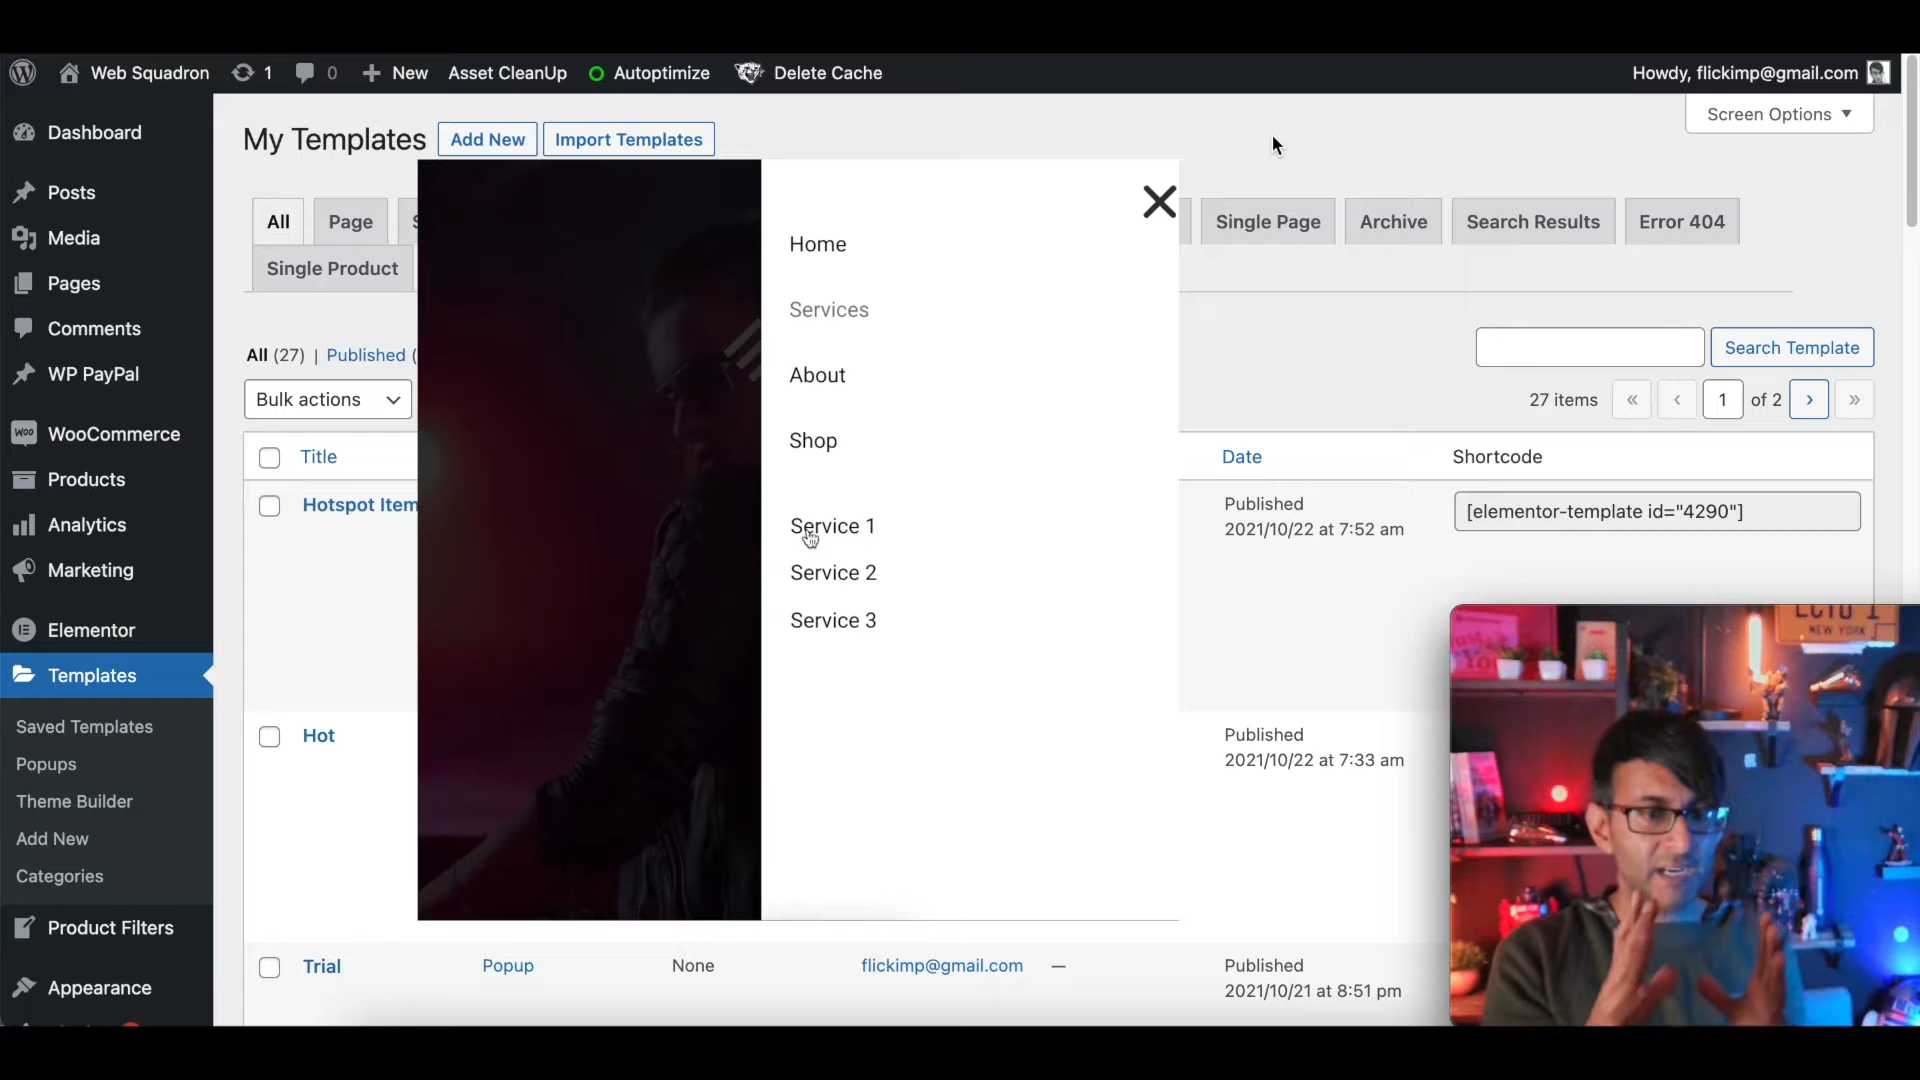 Web Squadron 1 0 New Asset CleanUp Autoptimize Delete Cache Howdy, flickimp@gmail.com
Screen Options
My Templates Add New Import Templates
All Page Single Page Archive Search Results Error 404
Single Product
All (27) | Published (
Search Template
Bulk actions
27 items « ‹ 1 of 2 › »
Title Date Shortcode
Hotspot Item
Published
2021/10/22 at 7:52 am
[elementor-template id="4290"]
Hot
Published
2021/10/22 at 7:33 am
Trial Popup None flickimp@gmail.com —
Published
2021/10/21 at 8:51 pm
Dashboard
Posts
Media
Pages
Comments
WP PayPal
Woo WooCommerce
Products
Analytics
Marketing
Elementor
Templates
Saved Templates
Popups
Theme Builder
Add New
Categories
Product Filters
Appearance
Home
Services
About
Shop
Service 1
Service 2
Service 3
NEW YORK